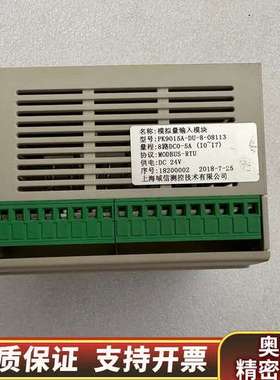 名称:模拟量输入模块
型号:PK9015A-DU-8-08113
量程:8路DC0-5A (I0~I7)
协议:MODBUS-RTU
供电:DC 24V
序号:18200002 2018-7-25
上海域信测控技术有限公司
质保证 支持开票
奥
精密